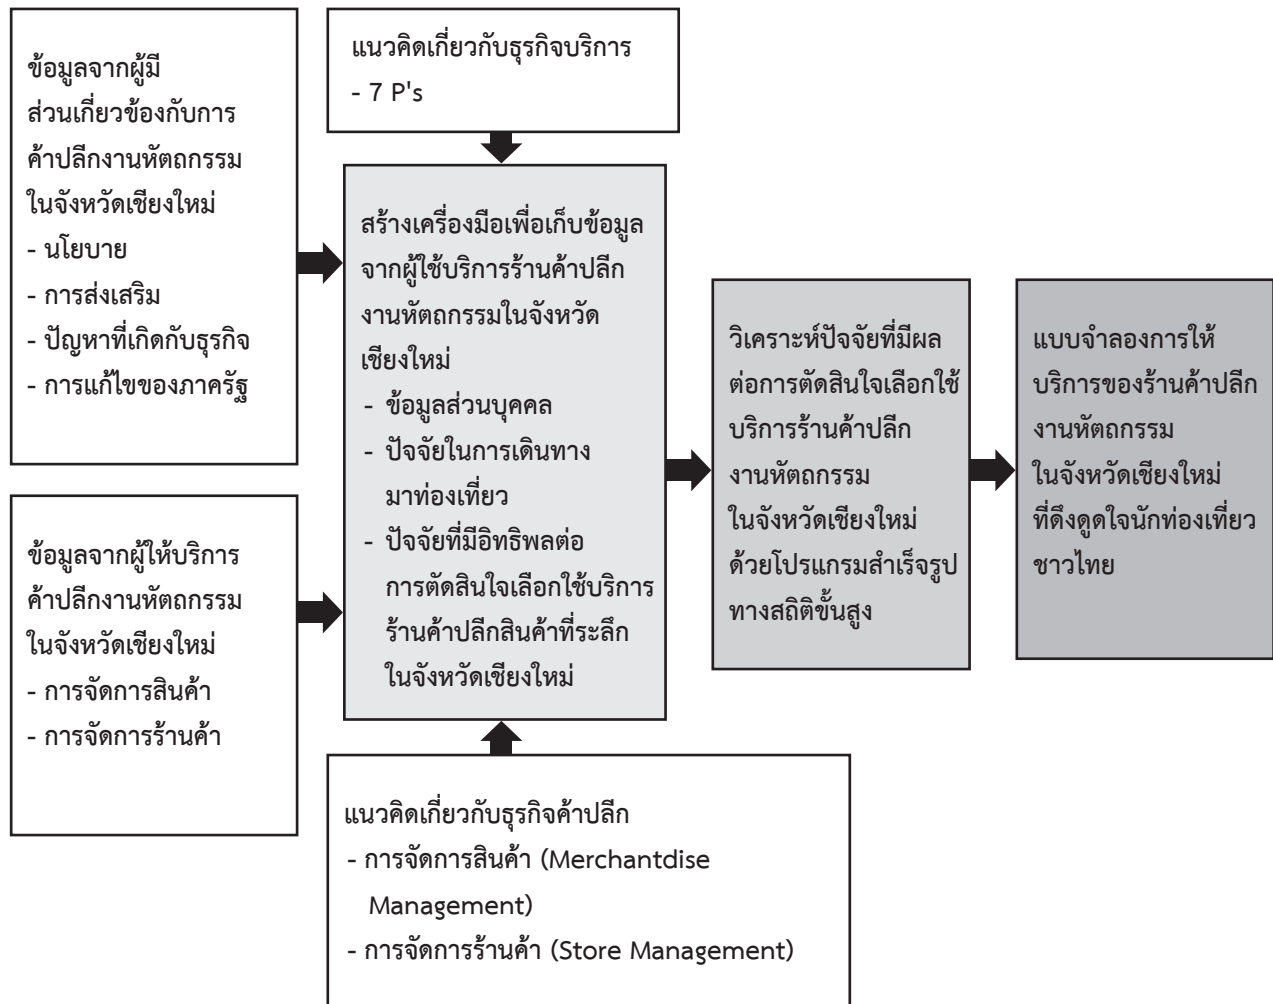 ข้อมูลจากผู้มี
ส่วนเกี่ยวข้องกับการ
ค้าปลีกงานหัตถกรรม
ในจังหวัดเชียงใหม่
- นโยบาย
- การส่งเสริม
- ปัญหาที่เกิดกับธุรกิจ
- การแก้ไขของภาครัฐ
ข้อมูลจากผู้ให้บริการ
ค้าปลีกงานหัตถกรรม
ในจังหวัดเชียงใหม่
- การจัดการสินค้า
- การจัดการร้านค้า
แนวคิดเกี่ยวกับธุรกิจบริการ
- 7 P's
สร้างเครื่องมือเพื่อเก็บข้อมูล
จากผู้ใช้บริการร้านค้าปลีก
งานหัตถกรรมในจังหวัด
เชียงใหม่
- ข้อมูลส่วนบุคคล
- ปัจจัยในการเดินทาง
มาท่องเที่ยว
- ปัจจัยที่มีอิทธิพลต่อ
การตัดสินใจเลือกใช้บริการ
ร้านค้าปลีกสินค้าที่ระลึก
ในจังหวัดเชียงใหม่
แนวคิดเกี่ยวกับธุรกิจค้าปลีก
- การจัดการสินค้า (Merchantdise
Management)
- การจัดการร้านค้า (Store Management)
วิเคราะห์ปัจจัยที่มีผล
ต่อการตัดสินใจเลือกใช้
บริการร้านค้าปลีก
งานหัตถกรรม
ในจังหวัดเชียงใหม่
ด้วยโปรแกรมสำเร็จรูป
ทางสถิติขั้นสูง
แบบจำลองการให้
บริการของร้านค้าปลีก
งานหัตถกรรม
ในจังหวัดเชียงใหม่
ที่ดึงดูดใจนักท่องเที่ยว
ชาวไทย